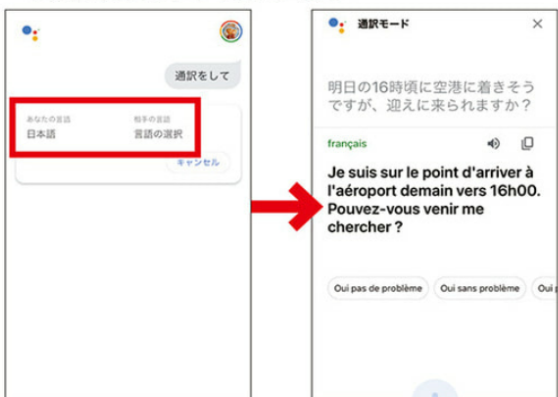 通訳をして
あなたの言語
相手の言語
日本語
言語の選択
キャンセル
通訳モード
明日の16時頃に空港に着きそう
ですが、迎えに来られますか？
français
Je suis sur le point d'arriver à
l'aéroport demain vers 16h00.
Pouvez-vous venir me
chercher ?
Oui pas de problème
Oui sans problème
Oui